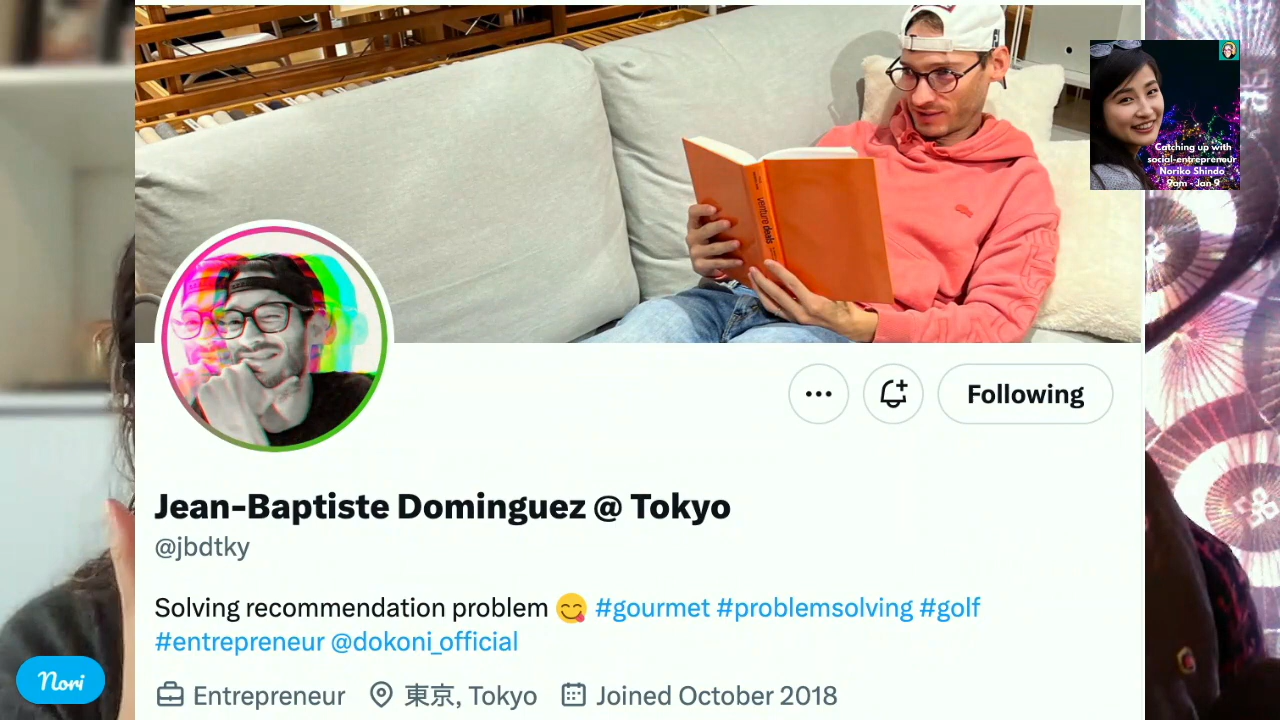 Catching up with
social-entrepreneur
Noriko Shindo
9am - Jan 9
venture deals
Following
Jean-Baptiste Dominguez @ Tokyo
@jbdtky
Solving recommendation problem 😋 #gourmet #problemsolving #golf
#entrepreneur @dokoni_official
Entrepreneur 東京, Tokyo Joined October 2018
Nori